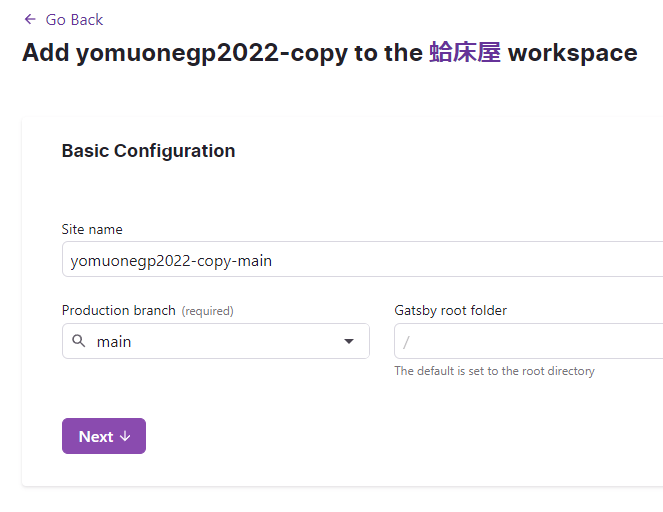 ← Go Back
Add yomuonegp2022-copy to the 蛤床屋 workspace
Basic Configuration
Site name
yomuonegp2022-copy-main
Production branch (required)
Gatsby root folder
main
/
The default is set to the root directory
Next ↓